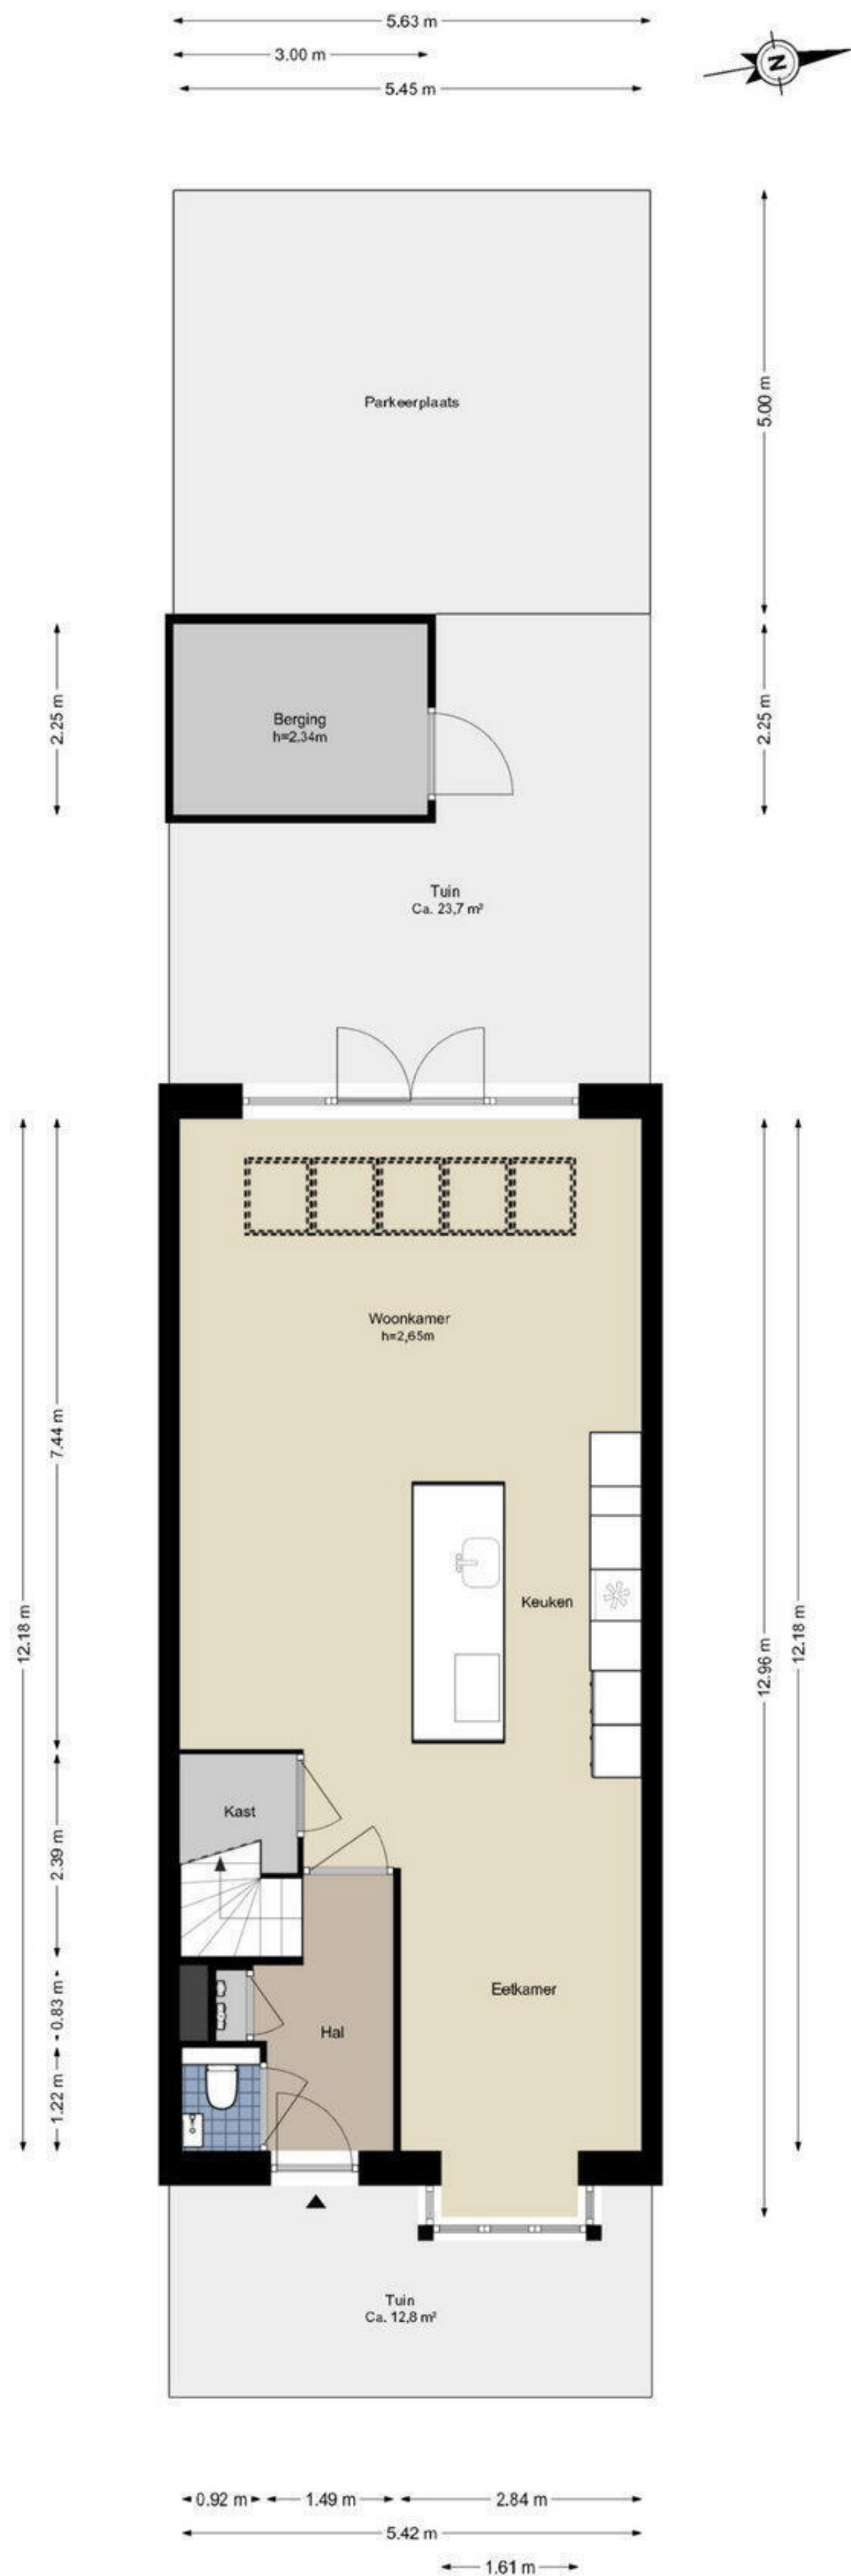 5.63 m
3.00 m
5.45 m
N
Parkeerplaats
5.00 m
2.25 m
Berging
h=2,34m
2.25 m
Tuin
Ca. 23,7 m²
Woonkamer
h=2,65m
7.44 m
12.18 m
Keuken
12.96 m
12.18 m
Kast
2.39 m
Eetkamer
0.83 m
Hal
1.22 m
Tuin
Ca. 12,8 m²
0.92 m
1.49 m
2.84 m
5.42 m
1.61 m